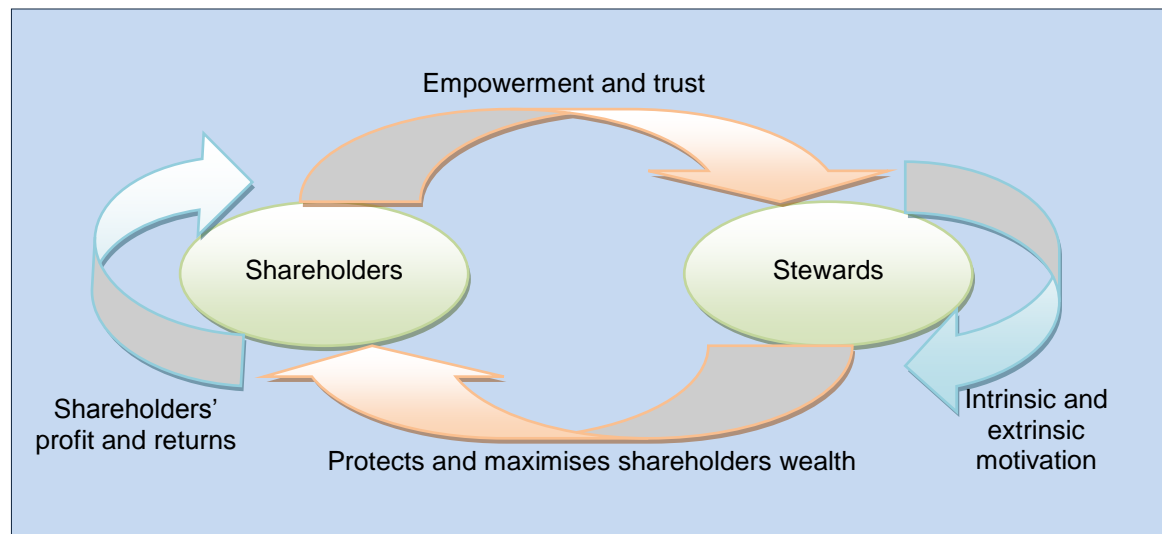 Empowerment and trust
Shareholders
Stewards
Shareholders’
profit and returns
Intrinsic and
extrinsic
motivation
Protects and maximises shareholders wealth